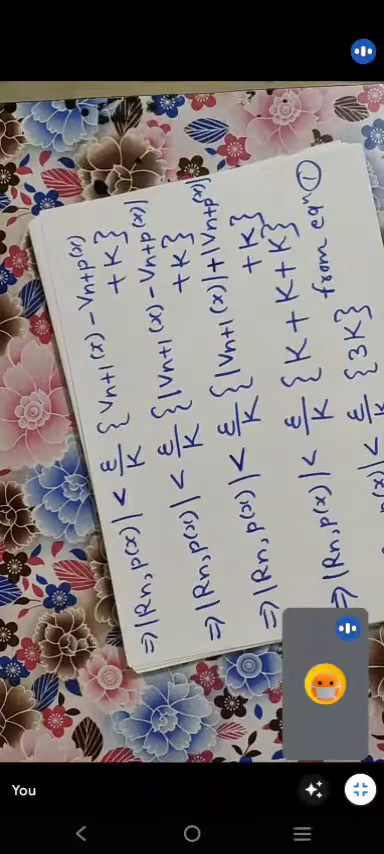 => |Rn, p(x)| < ε/K { Vn+1 (x) - Vn+p(x)
+ K }
=> |Rn, p(x)| < ε/K { |Vn+1 (x) - Vn+p(x)|
+ K }
=> |Rn, p(x)| < ε/K { |Vn+1 (x)| + |Vn+p(x)|
+ K }
=> |Rn, p(x)| < ε/K { K + K + K }
from eqn ①
p(x)| < ε/K { 3K }
You